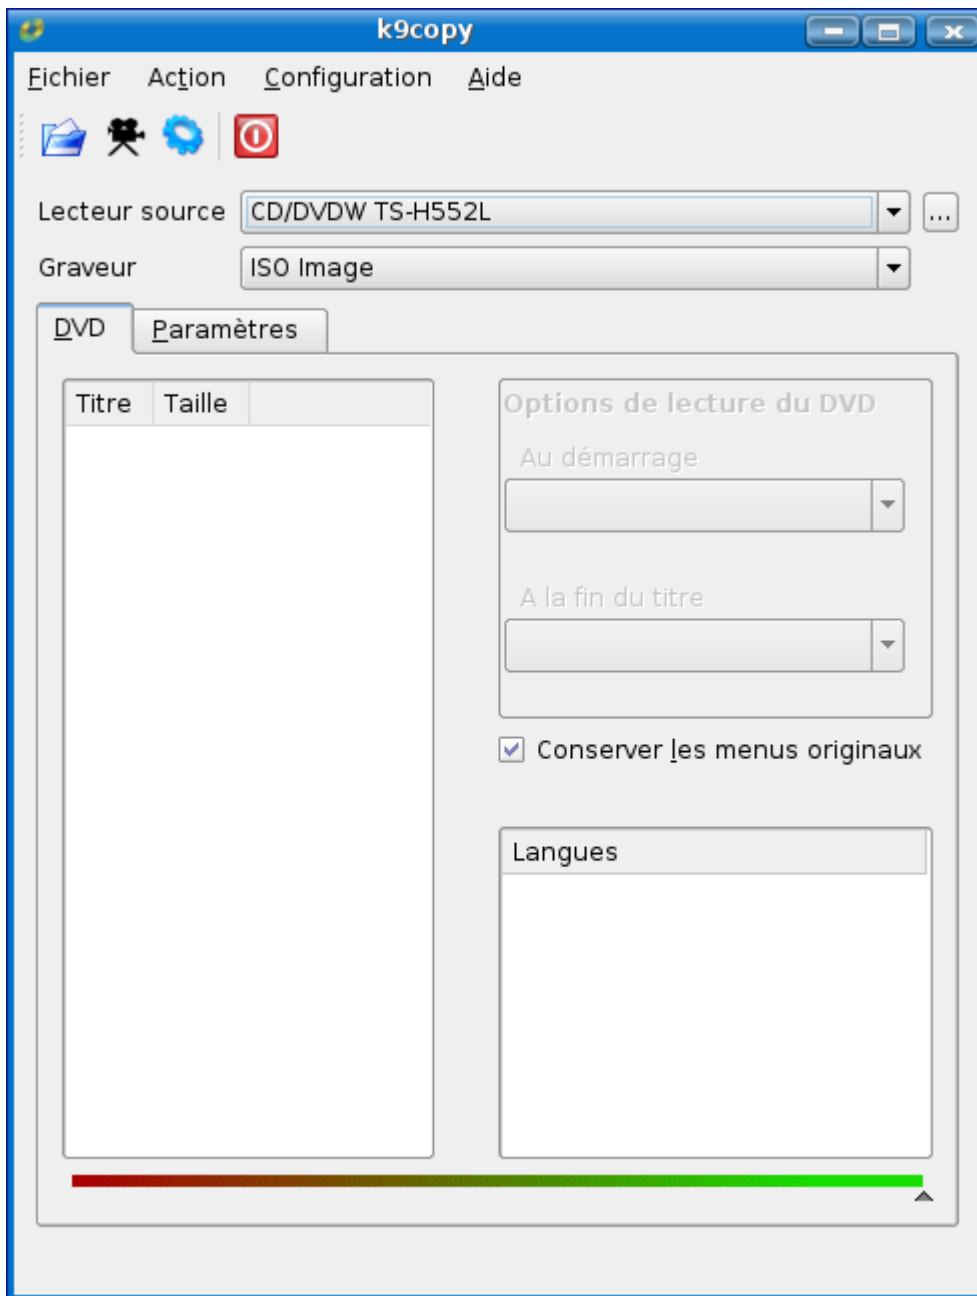 k9copy
Fichier Action Configuration Aide
Lecteur source CD/DVDW TS-H552L ...
Graveur ISO Image
DVD Paramètres
Titre Taille
Options de lecture du DVD
Au démarrage
A la fin du titre
Conserver les menus originaux
Langues